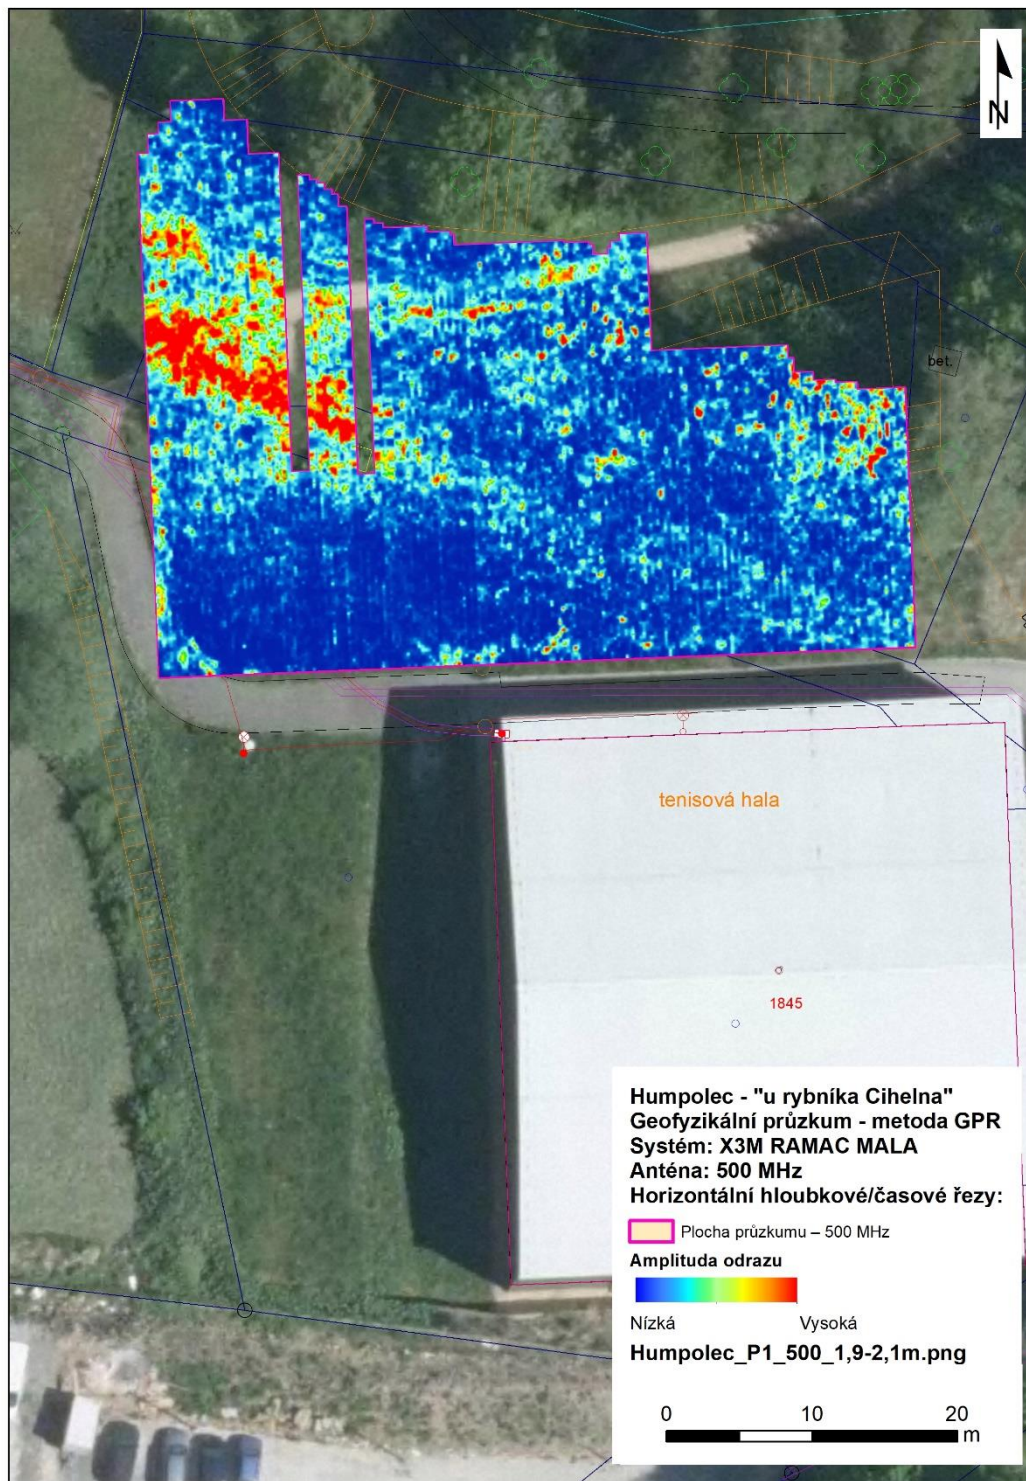 N
bet.
tenisová hala
1845
Humpolec - "u rybníka Cihelna"
Geofyzikální průzkum - metoda GPR
Systém: X3M RAMAC MALA
Anténa: 500 MHz
Horizontální hloubkové/časové řezy:
Plocha průzkumu – 500 MHz
Amplituda odrazu
Nízká Vysoká
Humpolec_P1_500_1,9-2,1m.png
0 10 20
m